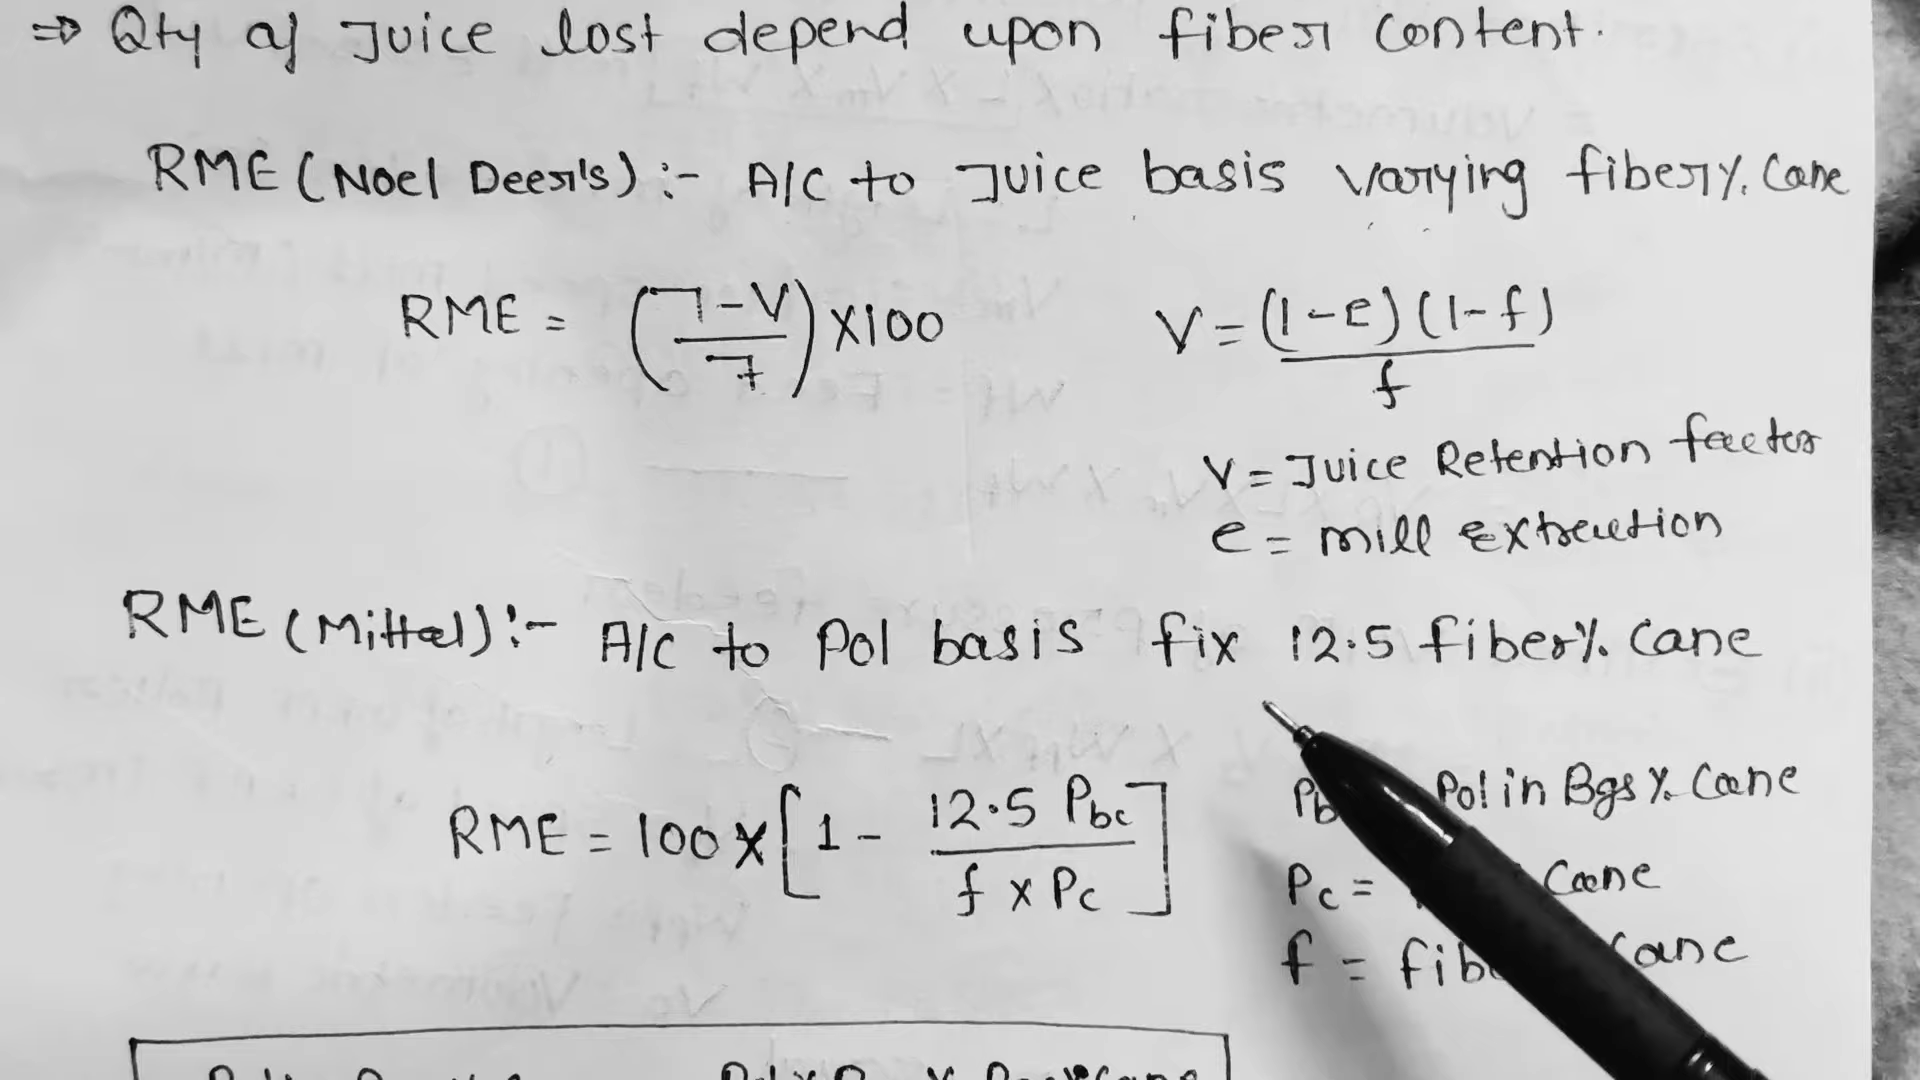 ⇒ Qty of Juice lost depend upon fiber content.
RME (Noel Deer's) :- A/C to Juice basis varying fiber% Cane
RME = (7-V / 7) X100
V = (1-e)(1-f) / f
V = Juice Retention factor
e = mill extraction
RME (Mittal) :- A/C to Pol basis fix 12.5 fiber% Cane
RME = 100 x [1 - 12.5 Pbc / f x Pc]
Pol in Bgs % Cane
Pc = Cane
f = Cane